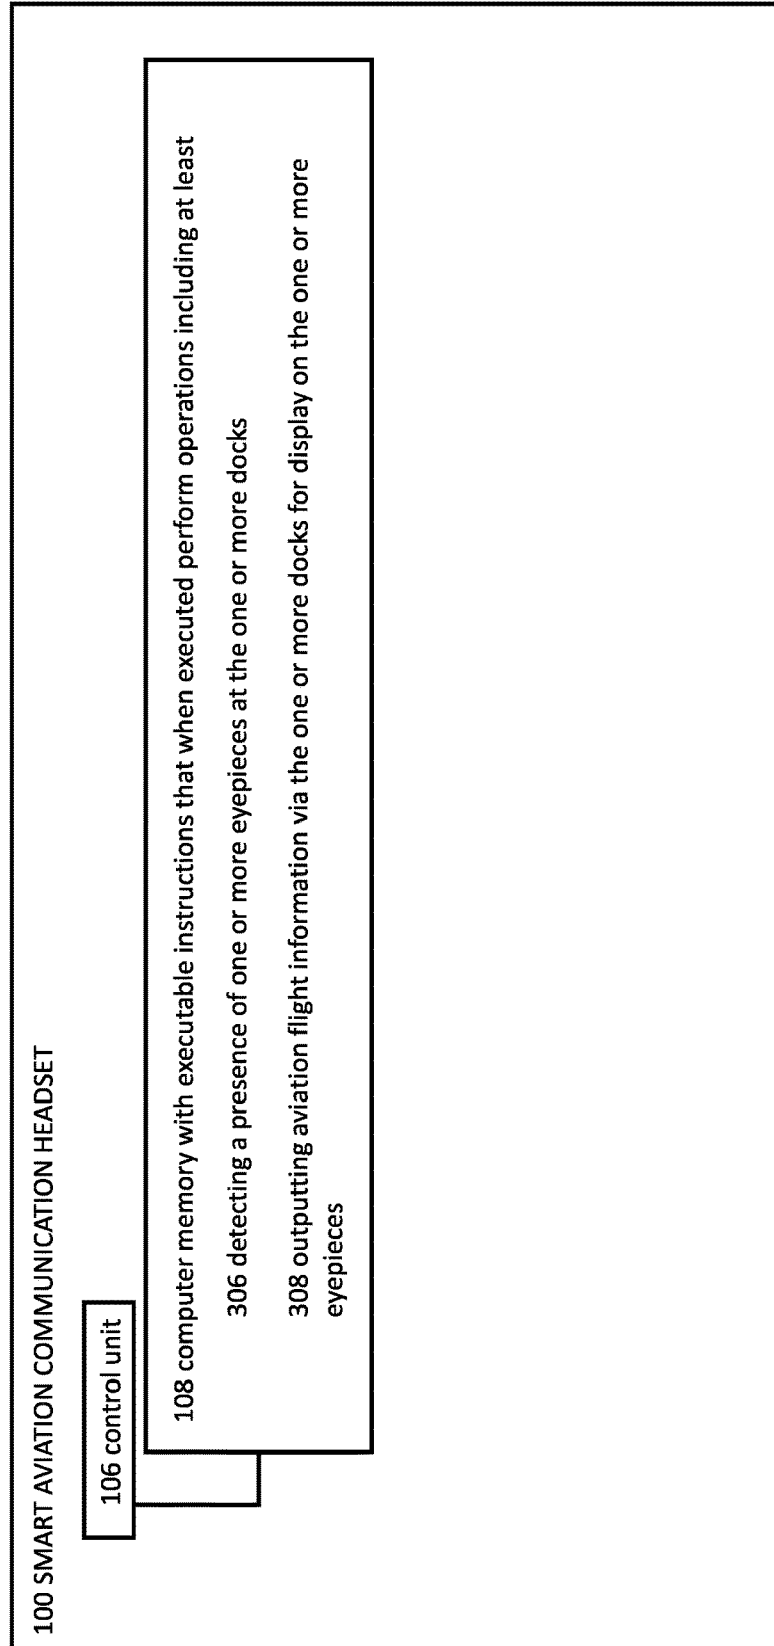 100 SMART AVIATION COMMUNICATION HEADSET
106 control unit
108 computer memory with executable instructions that when executed perform operations including at least
306 detecting a presence of one or more eyepieces at the one or more docks
308 outputting aviation flight information via the one or more docks for display on the one or more
eyepieces